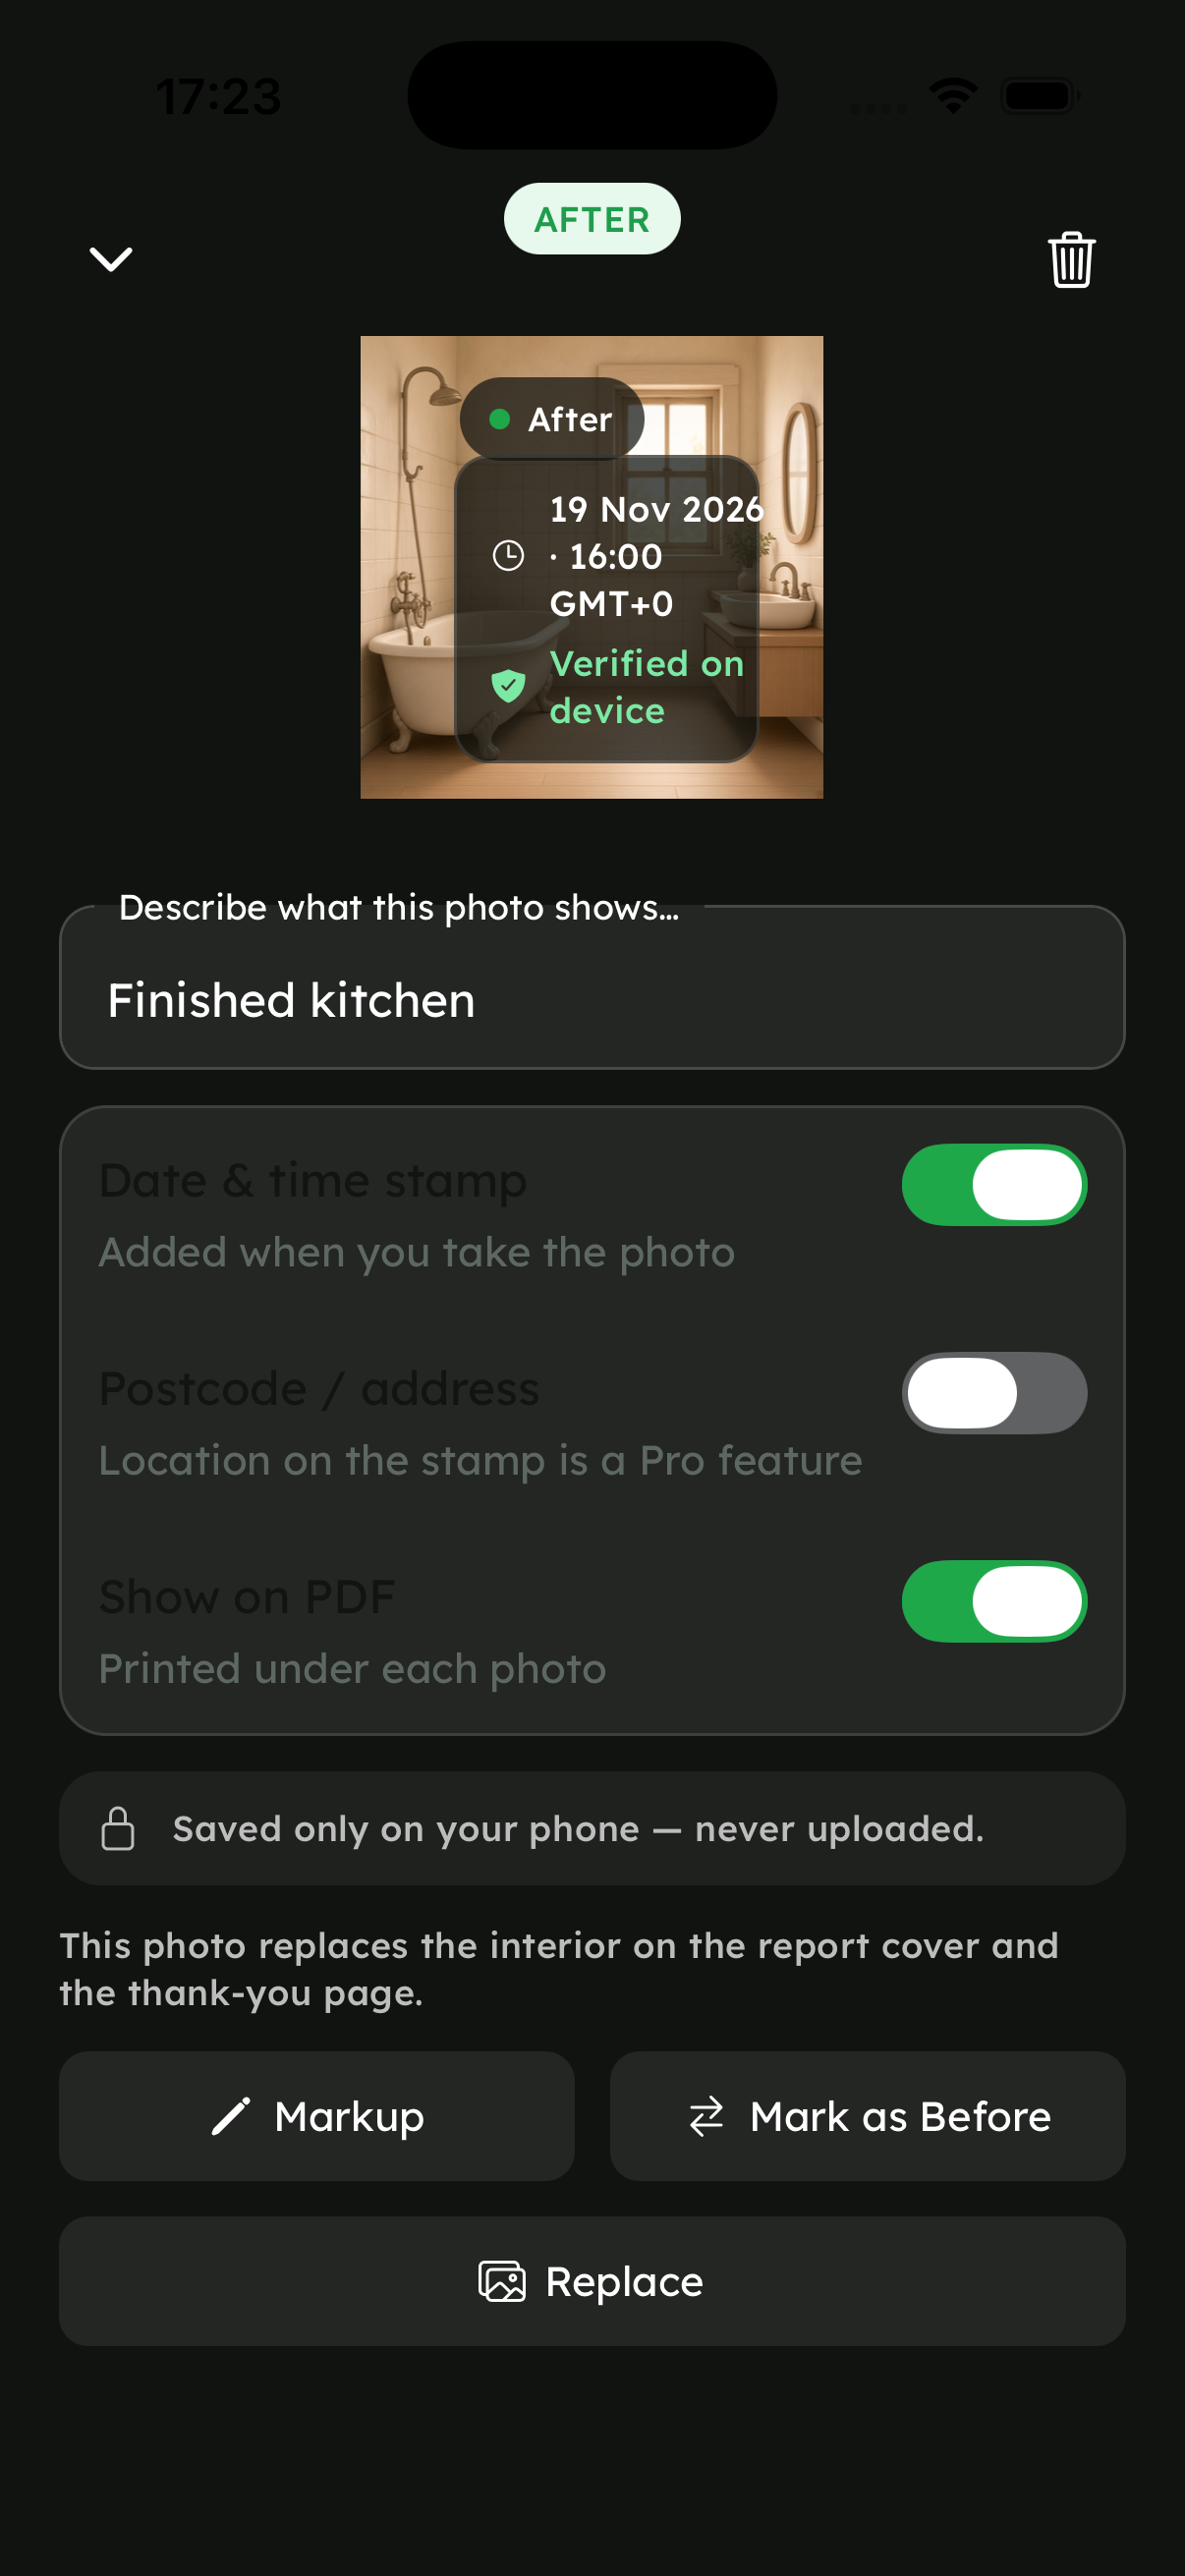 17:23
AFTER
After
19 Nov 2026
· 16:00
GMT+0
Verified on
device
Describe what this photo shows...
Finished kitchen
Date & time stamp
Added when you take the photo
Postcode / address
Location on the stamp is a Pro feature
Show on PDF
Printed under each photo
Saved only on your phone — never uploaded.
This photo replaces the interior on the report cover and
the thank-you page.
Markup
Mark as Before
Replace